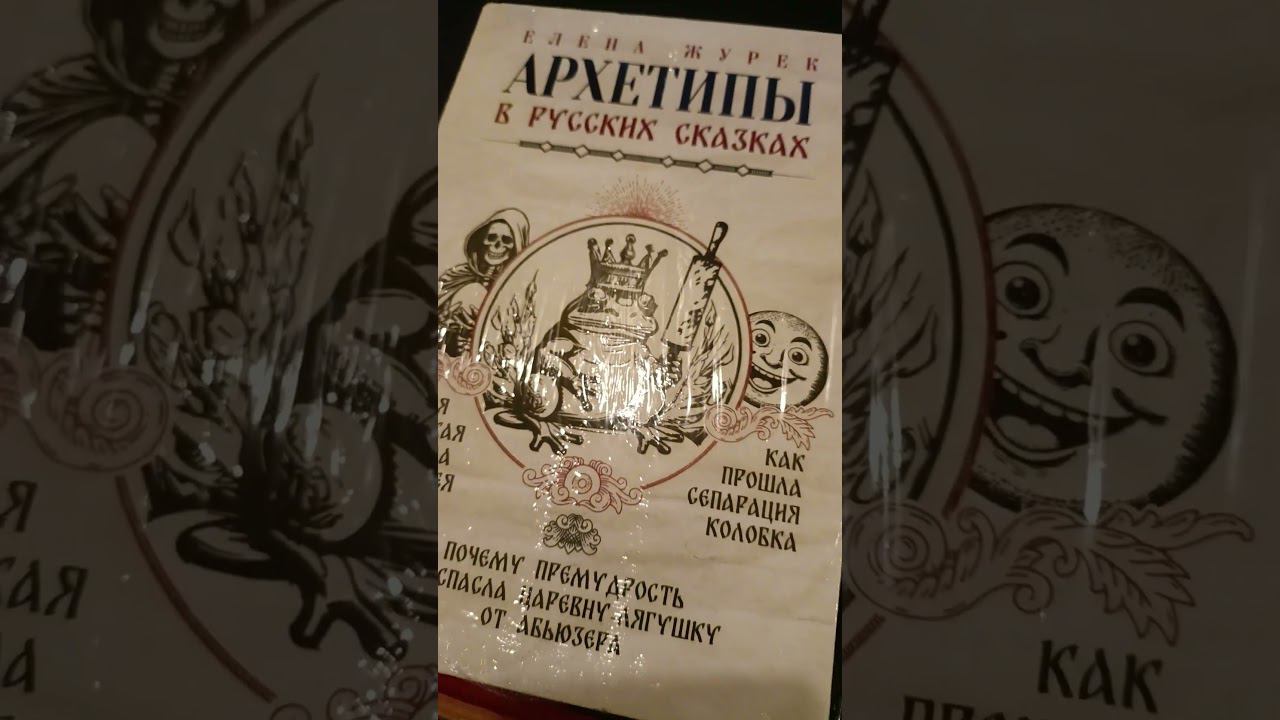 ЕЛЕНА ЖУРЕК
АРХЕТИПЫ
В РУССКИХ СКАЗКАХ
КАК
ПРОШЛА
СЕПАРАЦИЯ
КОЛОБКА
ПОЧЕМУ ПРЕМУДРОСТЬ
СПАСЛА ЦАРЕВНУ-ЛЯГУШКУ
ОТ АБЬЮЗЕРА